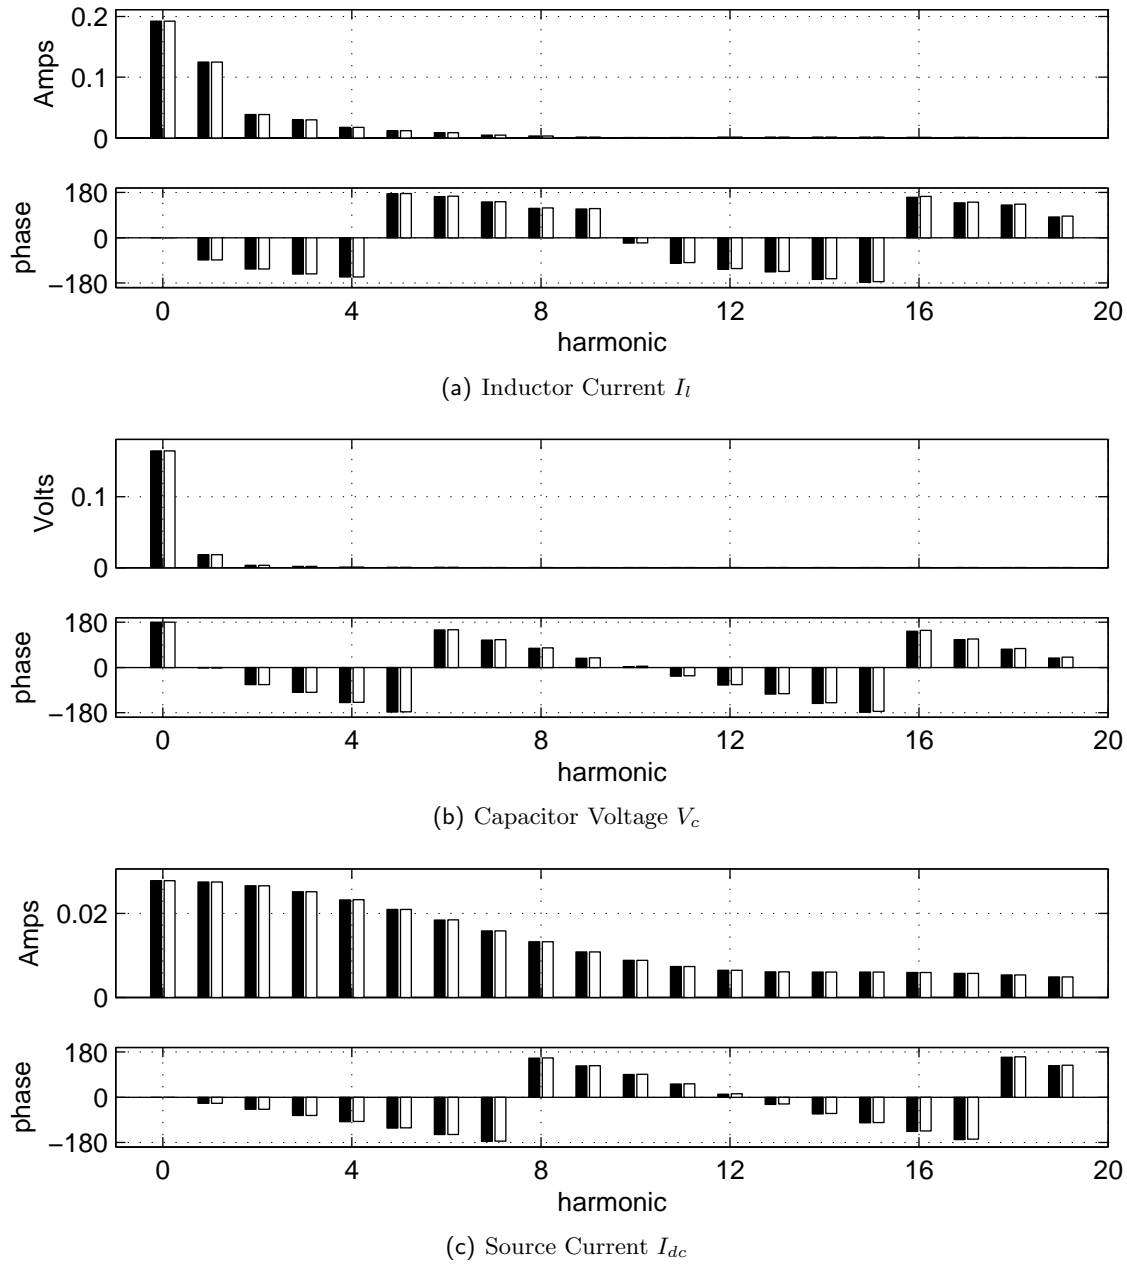 0.2
0.1
0
Amps
180
0
−180
phase
0 4 8 12 16 20
harmonic
(a) Inductor Current I_l
0.1
0
Volts
180
0
−180
phase
0 4 8 12 16 20
harmonic
(b) Capacitor Voltage V_c
0.02
0
Amps
180
0
−180
phase
0 4 8 12 16 20
harmonic
(c) Source Current I_dc